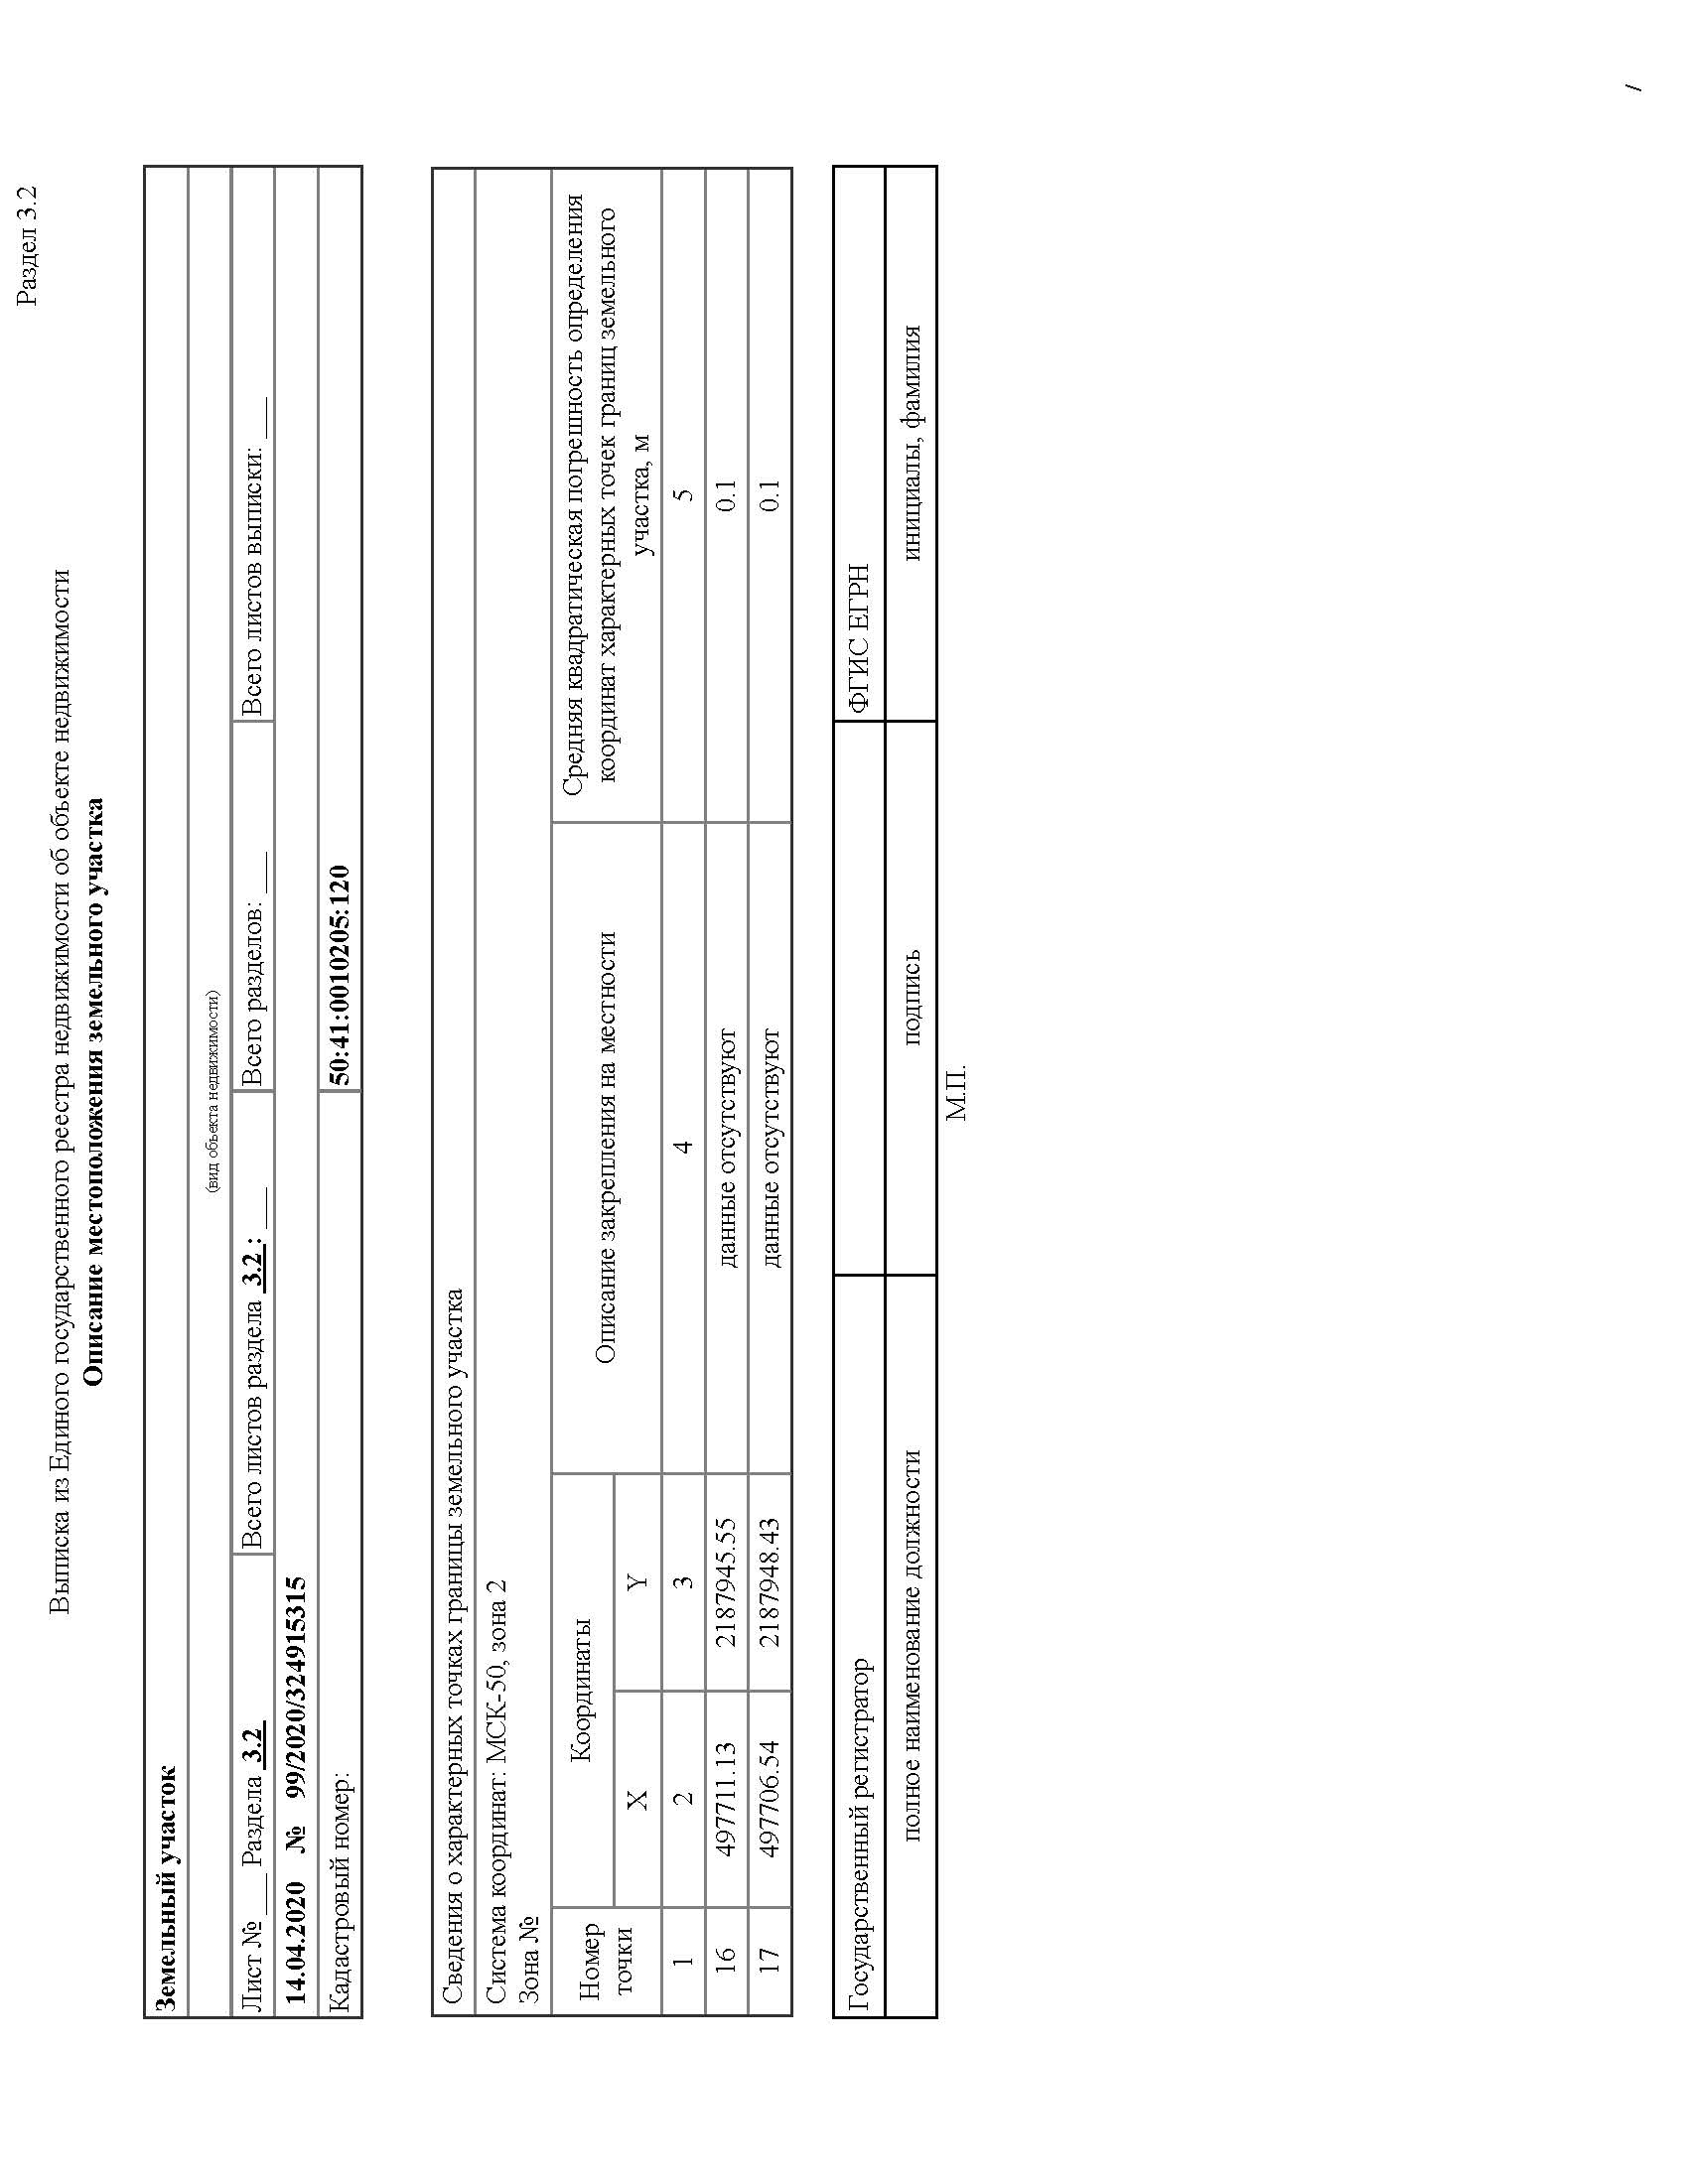 Раздел 3.2
Выписка из Единого государственного реестра недвижимости об объекте недвижимости
Описание местоположения земельного участка
Земельный участок
(вид объекта недвижимости)
Лист № ___ Раздела 3.2 Всего листов раздела 3.2 : ___ Всего разделов: ___ Всего листов выписки: ___
14.04.2020 № 99/2020/324915315
Кадастровый номер: 50:41:0010205:120
Сведения о характерных точках границы земельного участка
Система координат: МСК-50, зона 2
Зона №
Номер точки Координаты Описание закрепления на местности Средняя квадратическая погрешность определения
координат характерных точек границ земельного
участка, м
X Y
1 2 3 4 5
16 497711.13 2187945.55 данные отсутствуют 0.1
17 497706.54 2187948.43 данные отсутствуют 0.1
Государственный регистратор ФГИС ЕГРН
полное наименование должности подпись инициалы, фамилия
М.П.
/